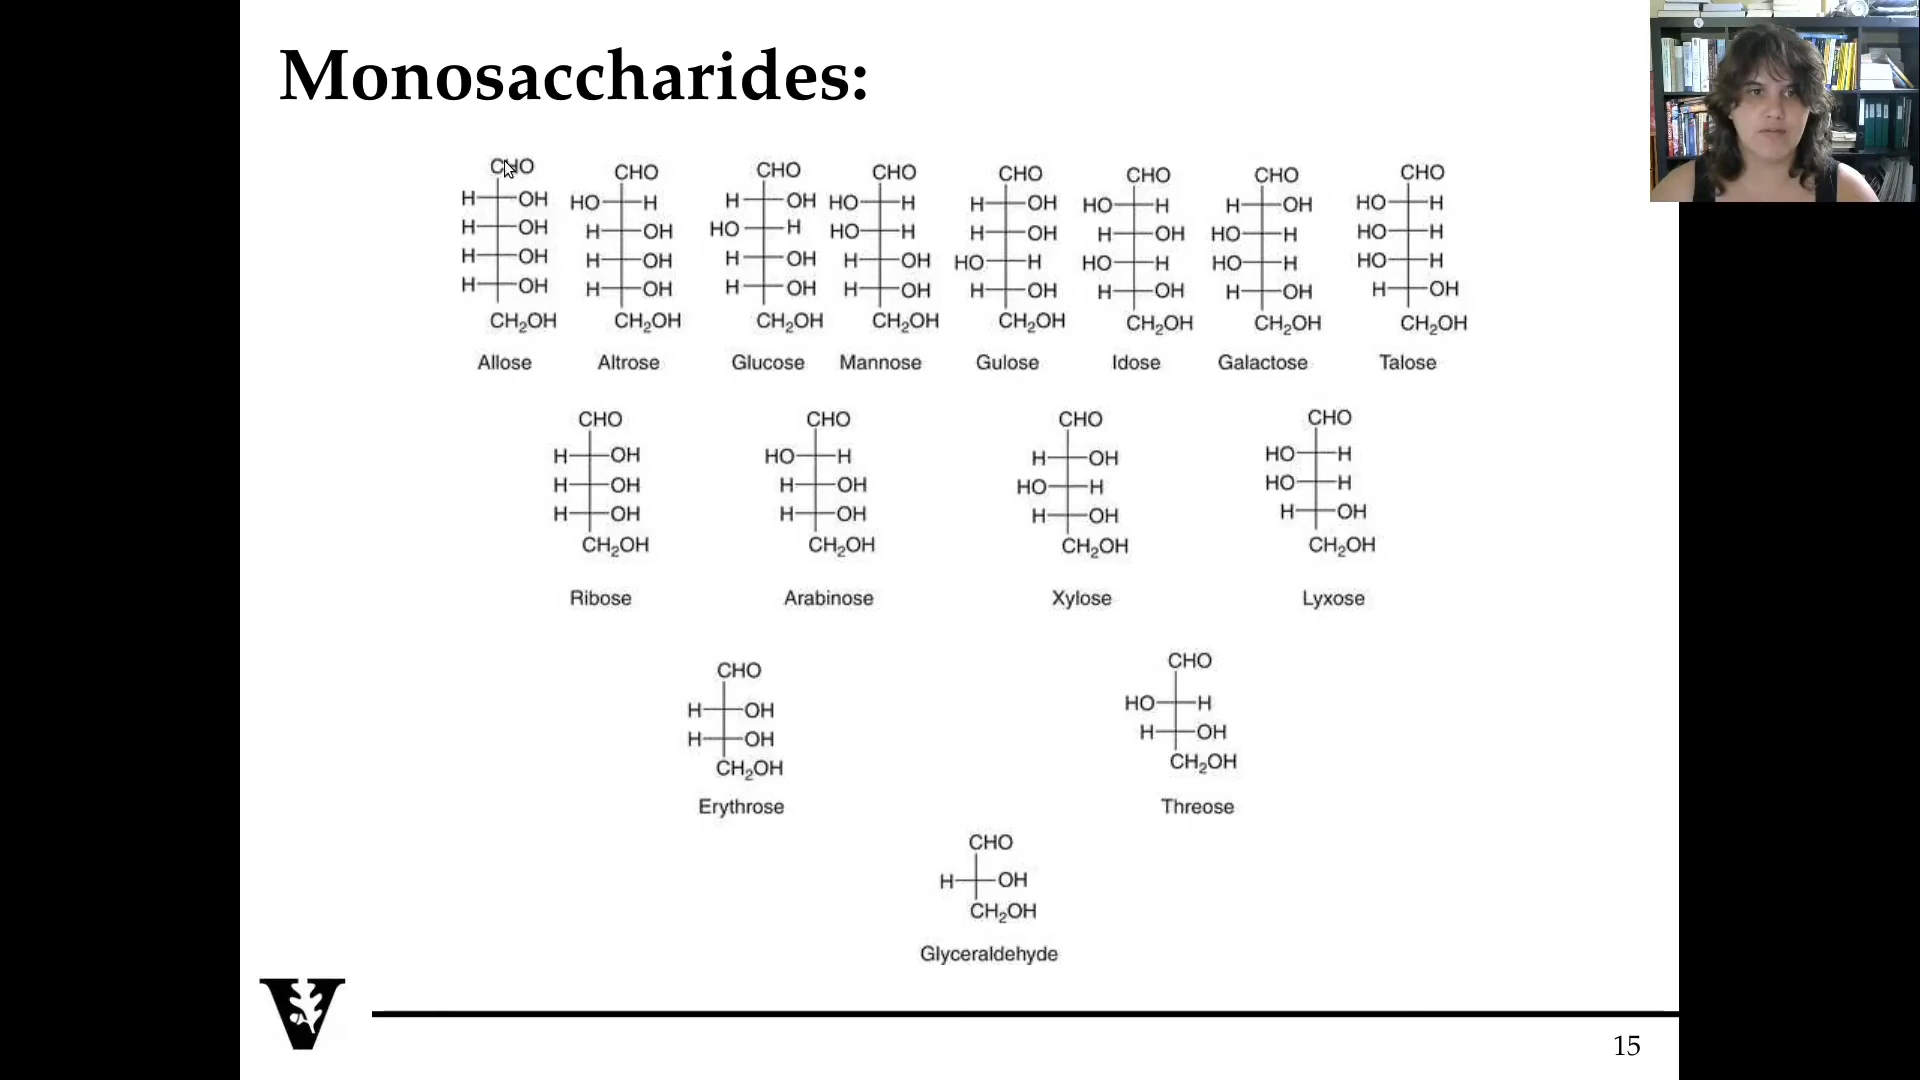 Monosaccharides:
CHO CHO CHO CHO CHO CHO CHO CHO
H OH HO H H OH HO H H OH HO H H OH HO H
H OH H OH HO H HO H H OH H OH HO H HO H
H OH H OH H OH H OH HO H HO H HO H HO H
H OH H OH H OH H OH H OH H OH H OH H OH
CH₂OH CH₂OH CH₂OH CH₂OH CH₂OH CH₂OH CH₂OH CH₂OH
Allose Altrose Glucose Mannose Gulose Idose Galactose Talose
CHO CHO CHO CHO
H OH HO H H OH HO H
H OH H OH HO H HO H
H OH H OH H OH H OH
CH₂OH CH₂OH CH₂OH CH₂OH
Ribose Arabinose Xylose Lyxose
CHO CHO
H OH HO H
H OH H OH
CH₂OH CH₂OH
Erythrose Threose
CHO
H OH
CH₂OH
Glyceraldehyde
V
15